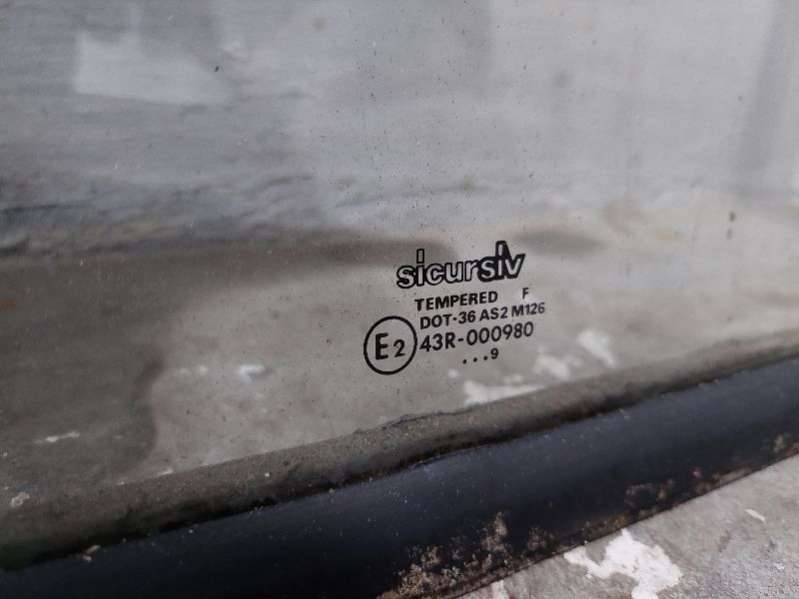 sicursiv
TEMPERED F
DOT·36 AS2 M126
E2 43R-000980
...9